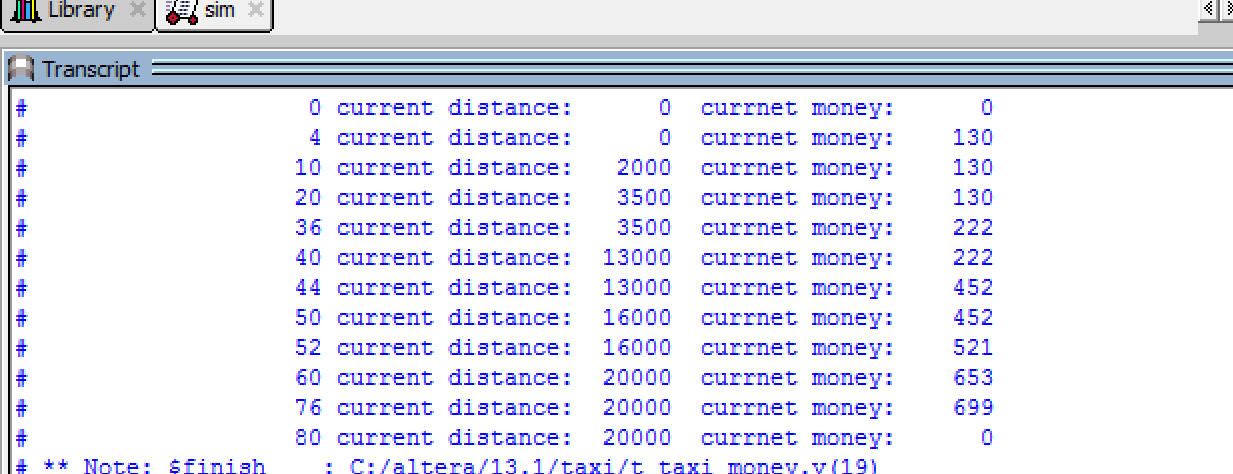 Library sim
Transcript
# 0 current distance: 0 currnet money: 0
# 4 current distance: 0 currnet money: 130
# 10 current distance: 2000 currnet money: 130
# 20 current distance: 3500 currnet money: 130
# 36 current distance: 3500 currnet money: 222
# 40 current distance: 13000 currnet money: 222
# 44 current distance: 13000 currnet money: 452
# 50 current distance: 16000 currnet money: 452
# 52 current distance: 16000 currnet money: 521
# 60 current distance: 20000 currnet money: 653
# 76 current distance: 20000 currnet money: 699
# 80 current distance: 20000 currnet money: 0
# ** Note: $finish : C:/altera/13.1/taxi/t_taxi_money.v(19)